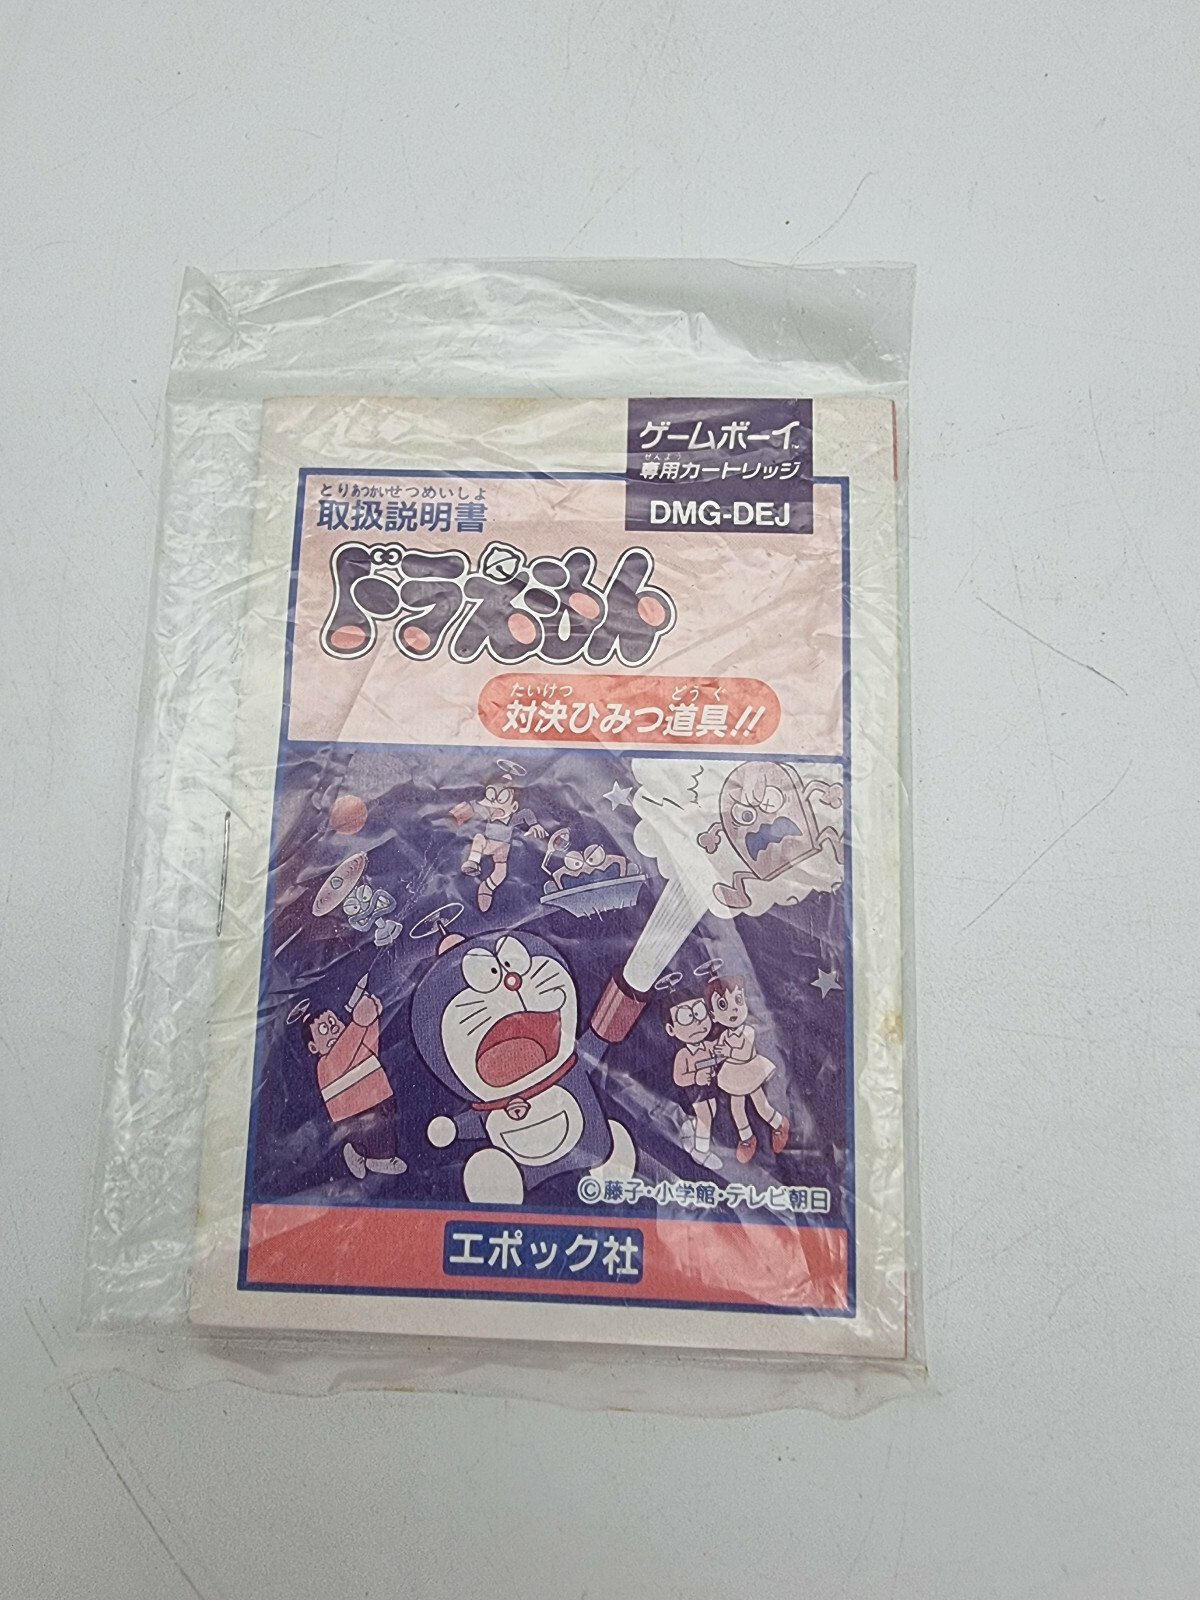 ゲームボーイ™
せんよう
専用カートリッジ
DMG-DEJ
とりあつかいせつめいしょ
取扱説明書
ドラえもん
たいけつ どうぐ
対決ひみつ道具!!
©藤子・小学館・テレビ朝日
エポック社